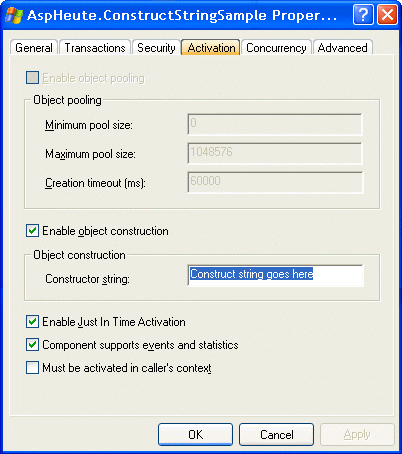 AspHeute.ConstructStringSample Proper...
General Transactions Security Activation Concurrency Advanced
Enable object pooling
Object pooling
Minimum pool size: 0
Maximum pool size: 1048576
Creation timeout (ms): 60000
Enable object construction
Object construction
Constructor string: Construct string goes here
Enable Just In Time Activation
Component supports events and statistics
Must be activated in caller's context
OK Cancel Apply